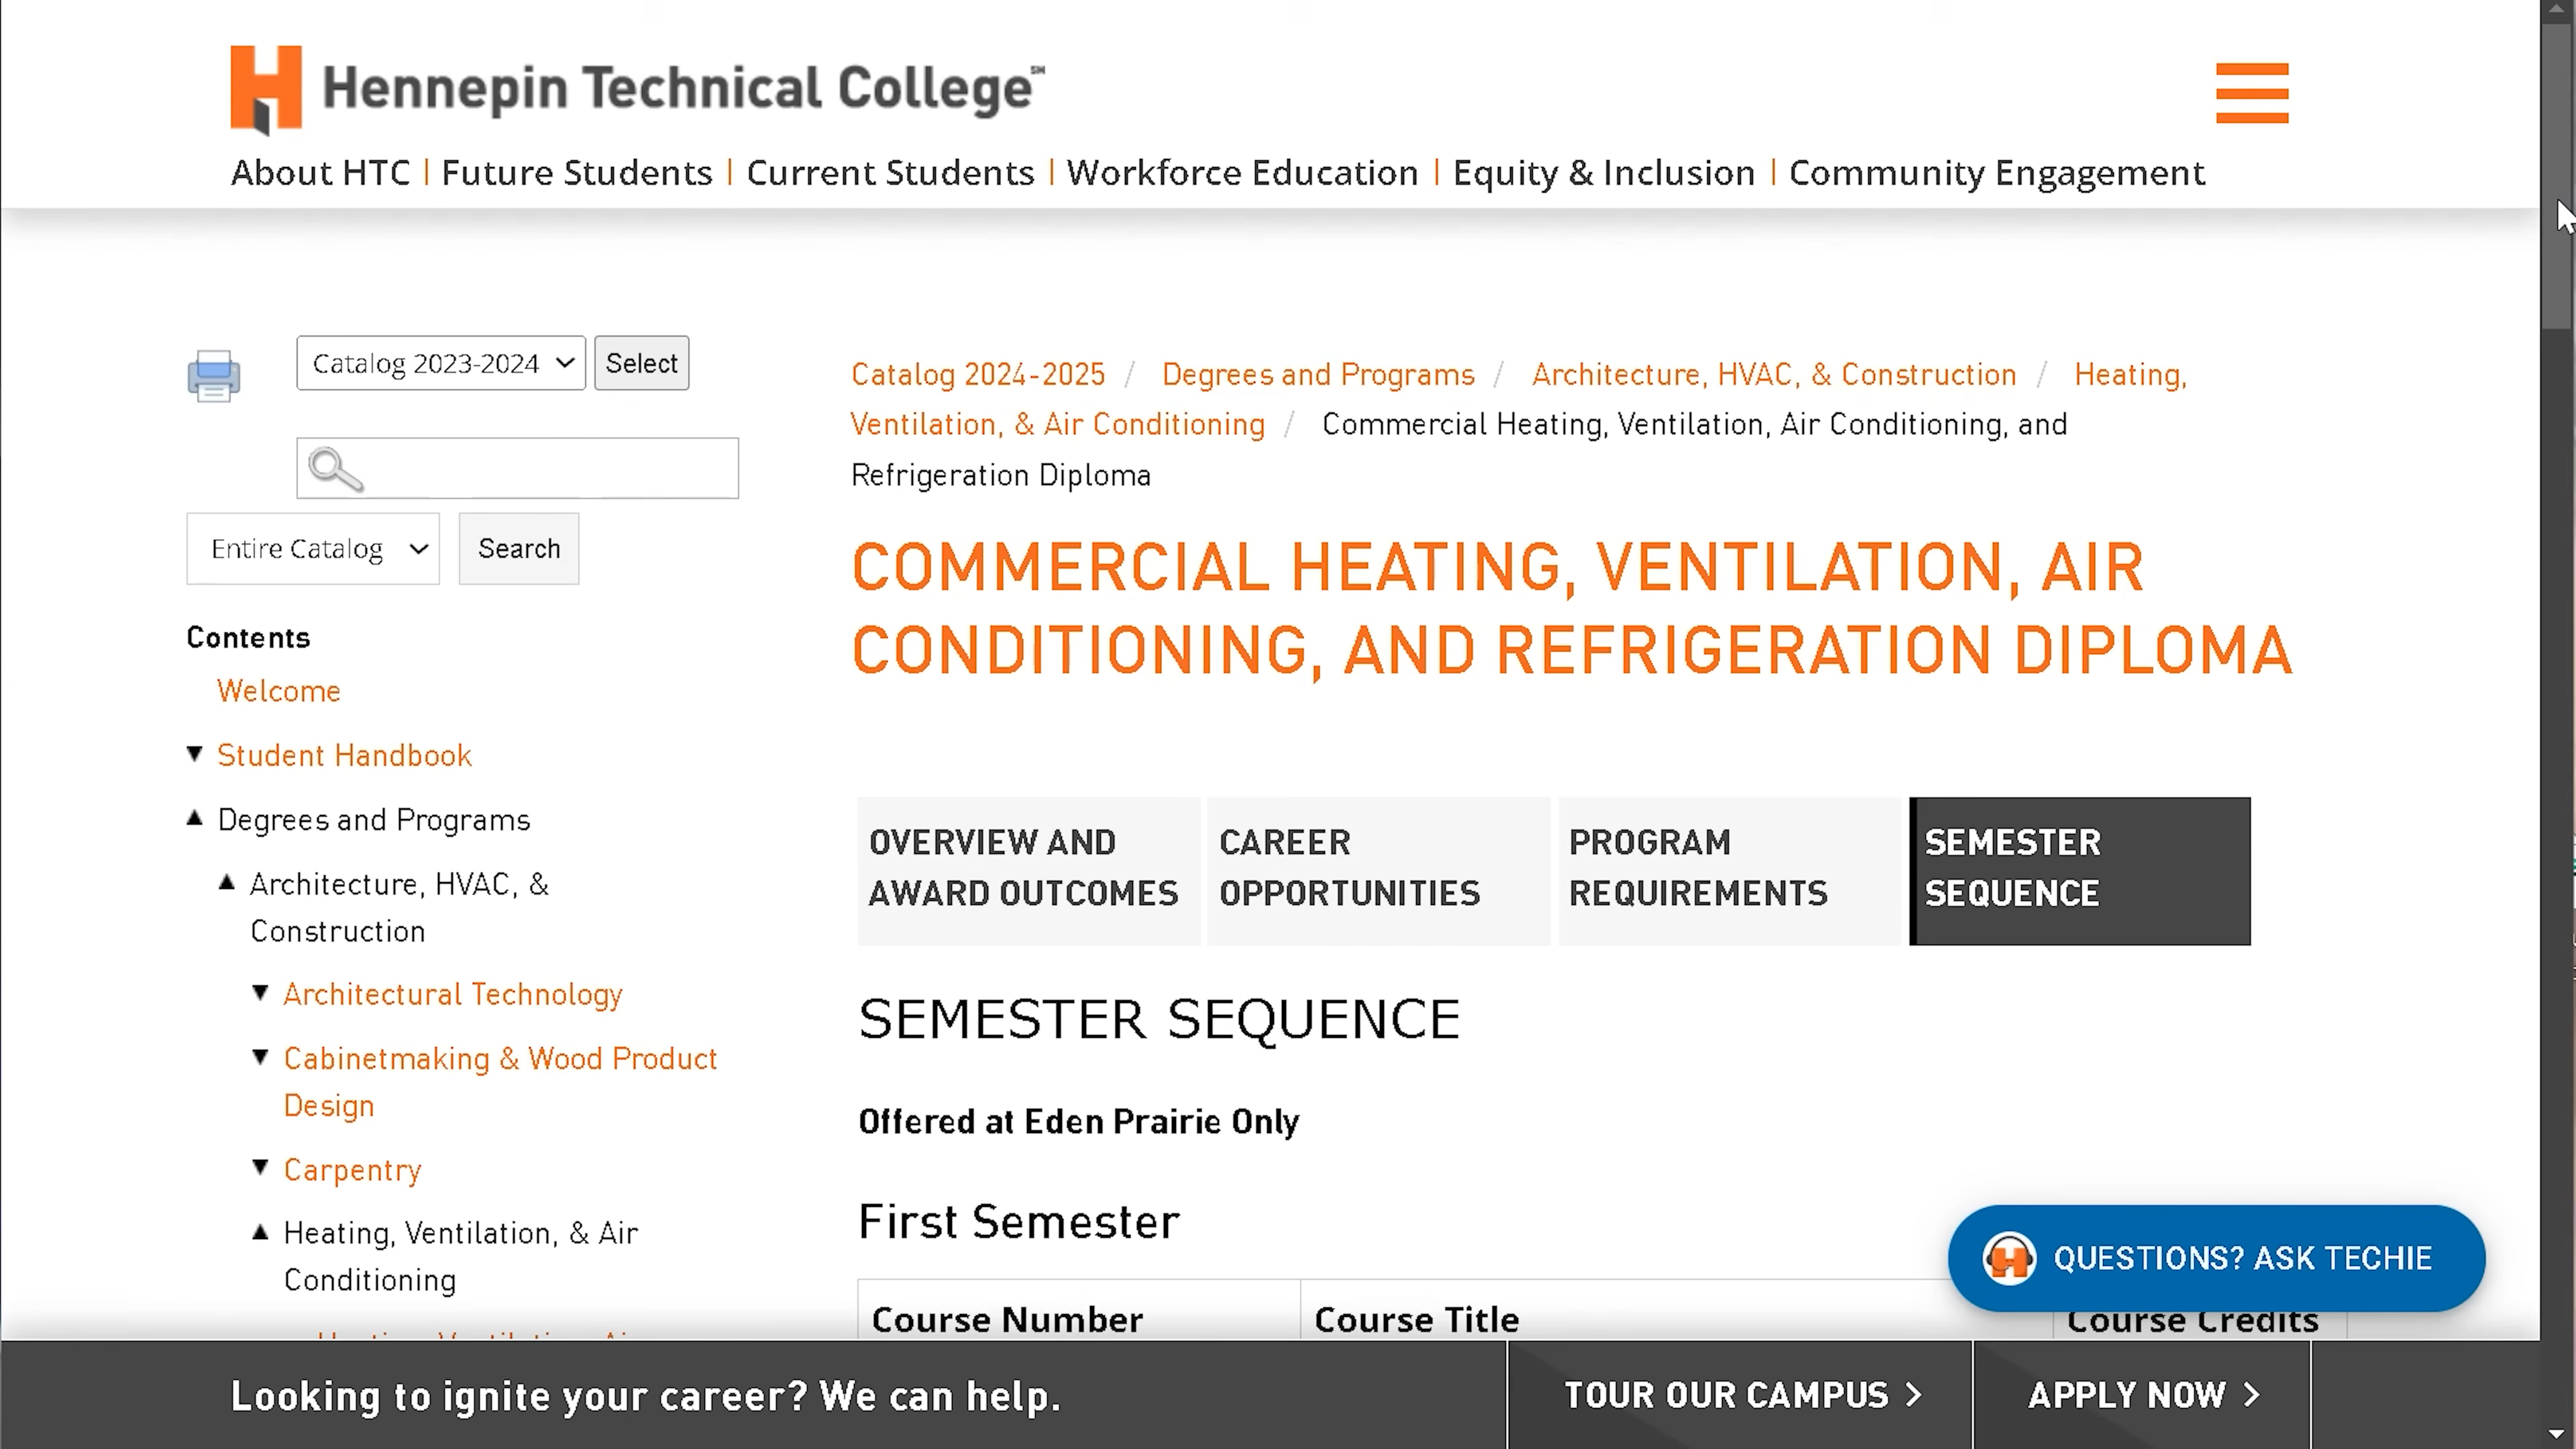 Hennepin Technical College℠
About HTC | Future Students | Current Students | Workforce Education | Equity & Inclusion | Community Engagement
Catalog 2023-2024
Select
Entire Catalog
Search
Contents
Welcome
Student Handbook
Degrees and Programs
Architecture, HVAC, &
Construction
Architectural Technology
Cabinetmaking & Wood Product
Design
Carpentry
Heating, Ventilation, & Air
Conditioning
Catalog 2024-2025 / Degrees and Programs / Architecture, HVAC, & Construction / Heating,
Ventilation, & Air Conditioning / Commercial Heating, Ventilation, Air Conditioning, and
Refrigeration Diploma
COMMERCIAL HEATING, VENTILATION, AIR
CONDITIONING, AND REFRIGERATION DIPLOMA
OVERVIEW AND
AWARD OUTCOMES
CAREER
OPPORTUNITIES
PROGRAM
REQUIREMENTS
SEMESTER
SEQUENCE
SEMESTER SEQUENCE
Offered at Eden Prairie Only
First Semester
Course Number
Course Title
Course Credits
QUESTIONS? ASK TECHIE
Looking to ignite your career? We can help.
TOUR OUR CAMPUS >
APPLY NOW >